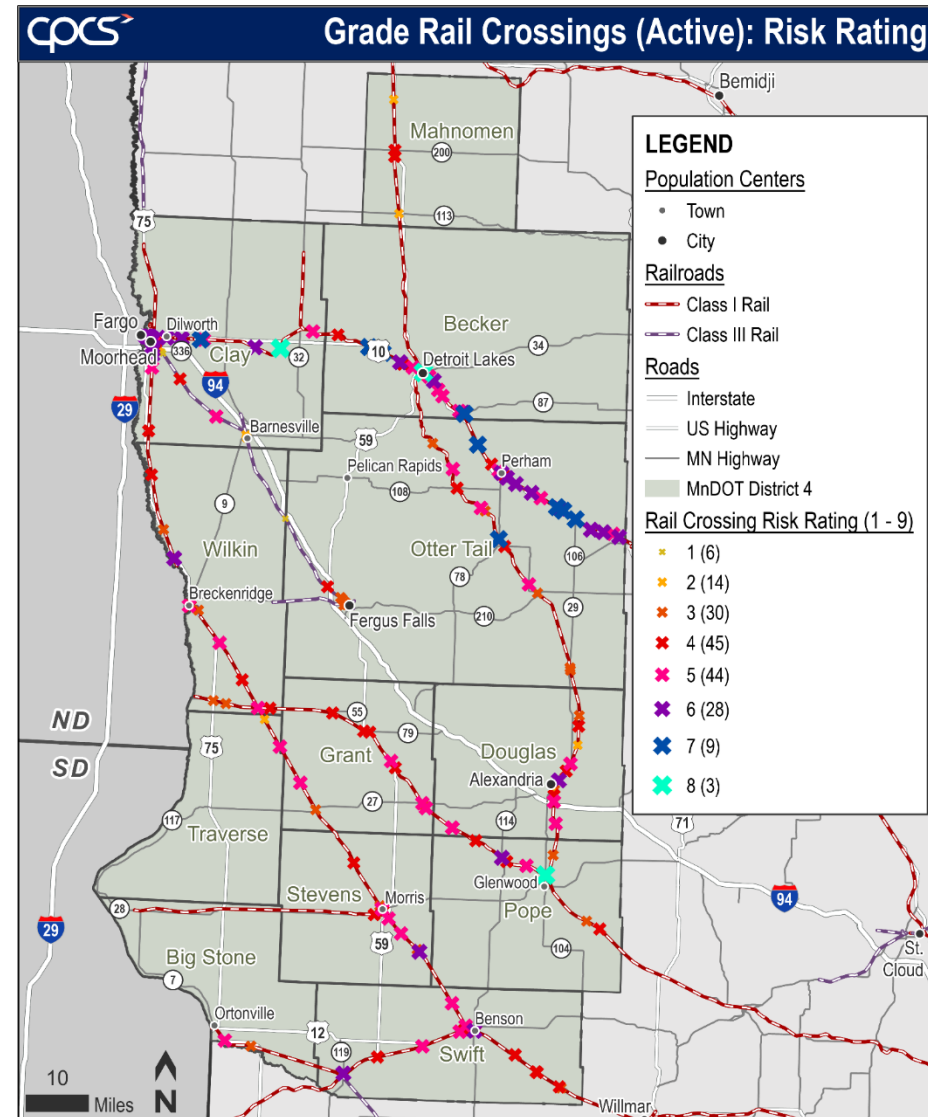 cpcs
Grade Rail Crossings (Active): Risk Rating
Bemidji
Mahnomen
200
113
75
LEGEND
Population Centers
Town
City
Railroads
Class I Rail
Class III Rail
Roads
Interstate
US Highway
MN Highway
MnDOT District 4
Rail Crossing Risk Rating (1 - 9)
1 (6)
2 (14)
3 (30)
4 (45)
5 (44)
6 (28)
7 (9)
8 (3)
Fargo
Dilworth
Moorhead
336
Clay
32
10
Becker
34
Detroit Lakes
94
29
87
Barnesville
59
Pelican Rapids
Perham
108
9
Wilkin
Otter Tail
106
78
Breckenridge
Fergus Falls
210
29
ND
SD
75
55
79
Grant
Douglas
Alexandria
27
114
71
117
Traverse
Glenwood
Stevens
Morris
Pope
94
28
29
59
104
St.
Cloud
Big Stone
7
Ortonville
12
Benson
119
Swift
10
Miles
N
Willmar